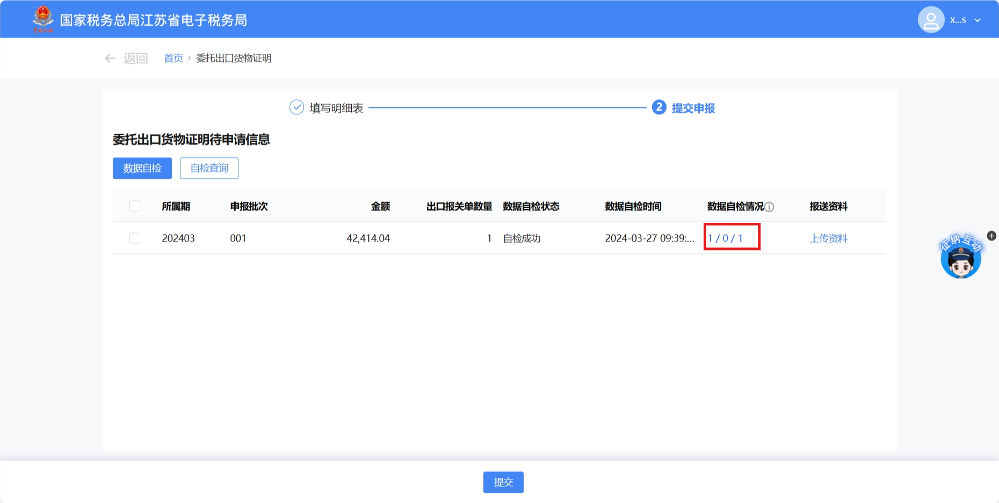 国家税务总局江苏省电子税务局
x...s
返回 首页 > 委托出口货物证明
填写明细表 2 提交申报
委托出口货物证明待申请信息
数据自检 自检查询
所属期 申报批次 金额 出口报关单数量 数据自检状态 数据自检时间 数据自检情况 报送资料
202403 001 42,414.04 1 自检成功 2024-03-27 09:39:... 1 / 0 / 1 上传资料
征纳互动
提交